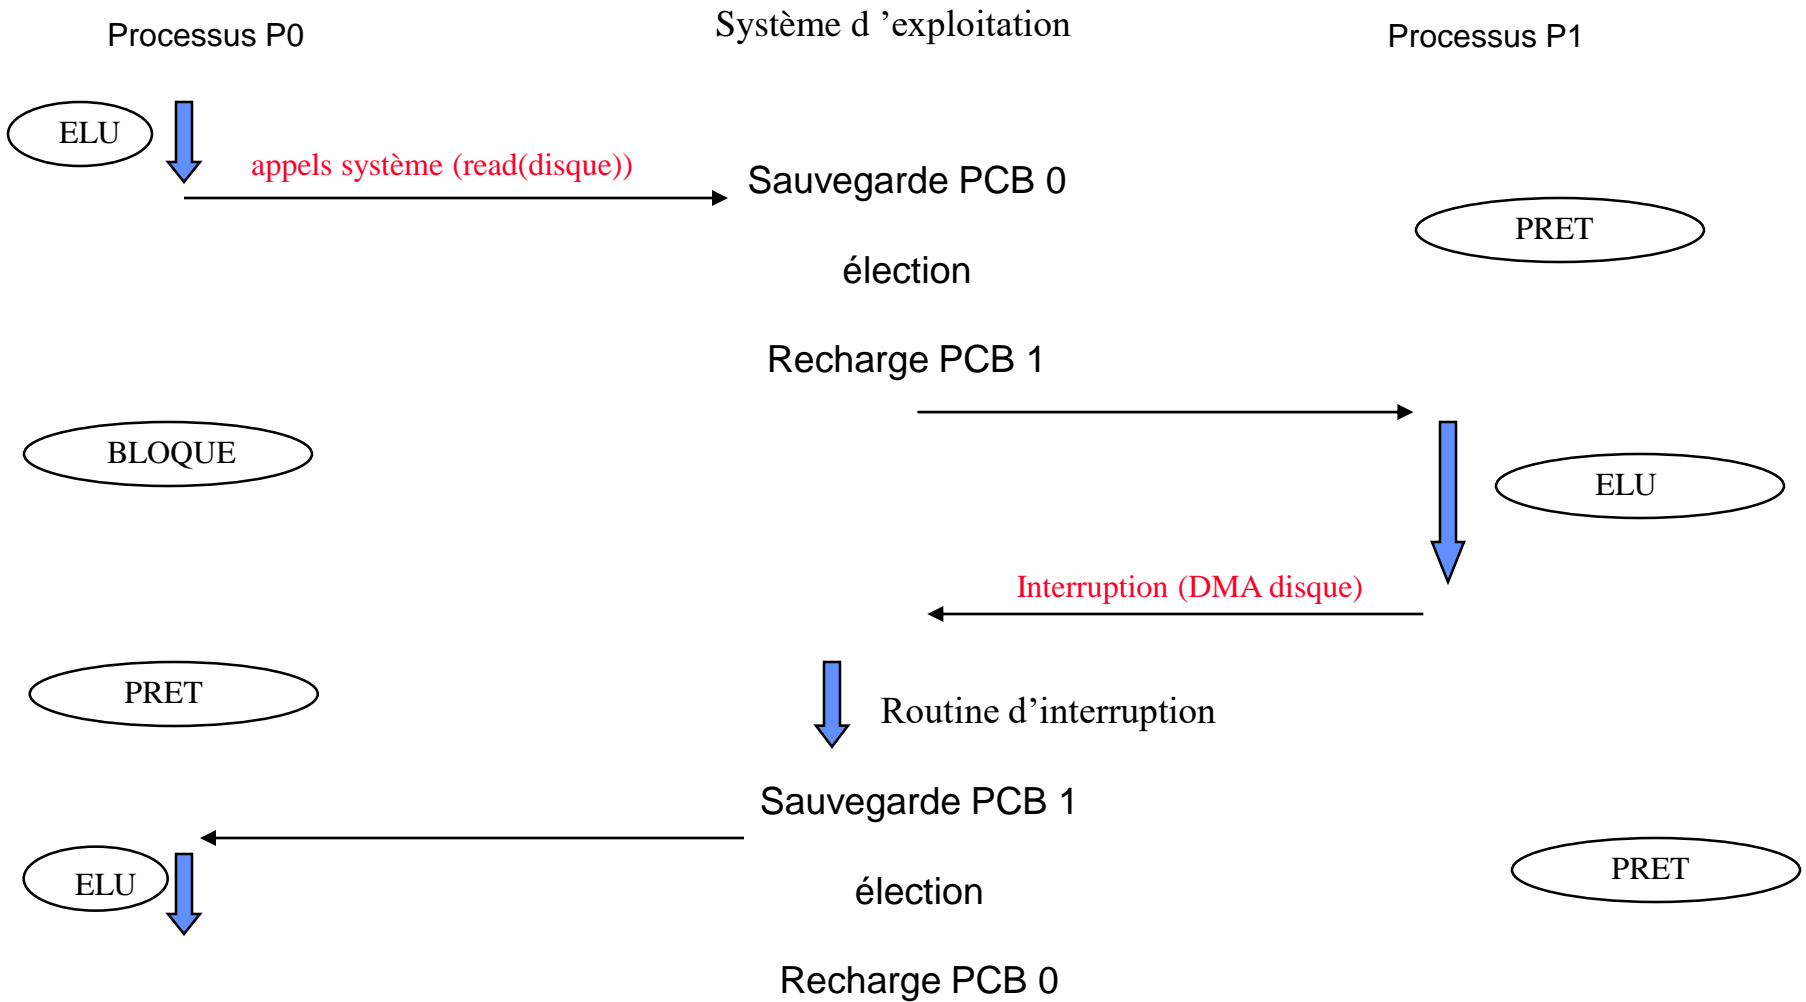 Processus P0
Système d ’exploitation
Processus P1
ELU
appels système (read(disque))
Sauvegarde PCB 0
PRET
élection
Recharge PCB 1
BLOQUE
ELU
Interruption (DMA disque)
PRET
Routine d’interruption
Sauvegarde PCB 1
ELU
élection
PRET
Recharge PCB 0